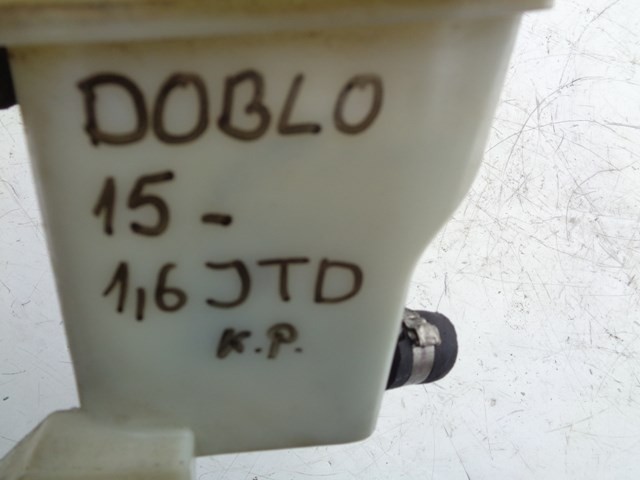 DOBLO
15-
1,6 JTD
K.P.